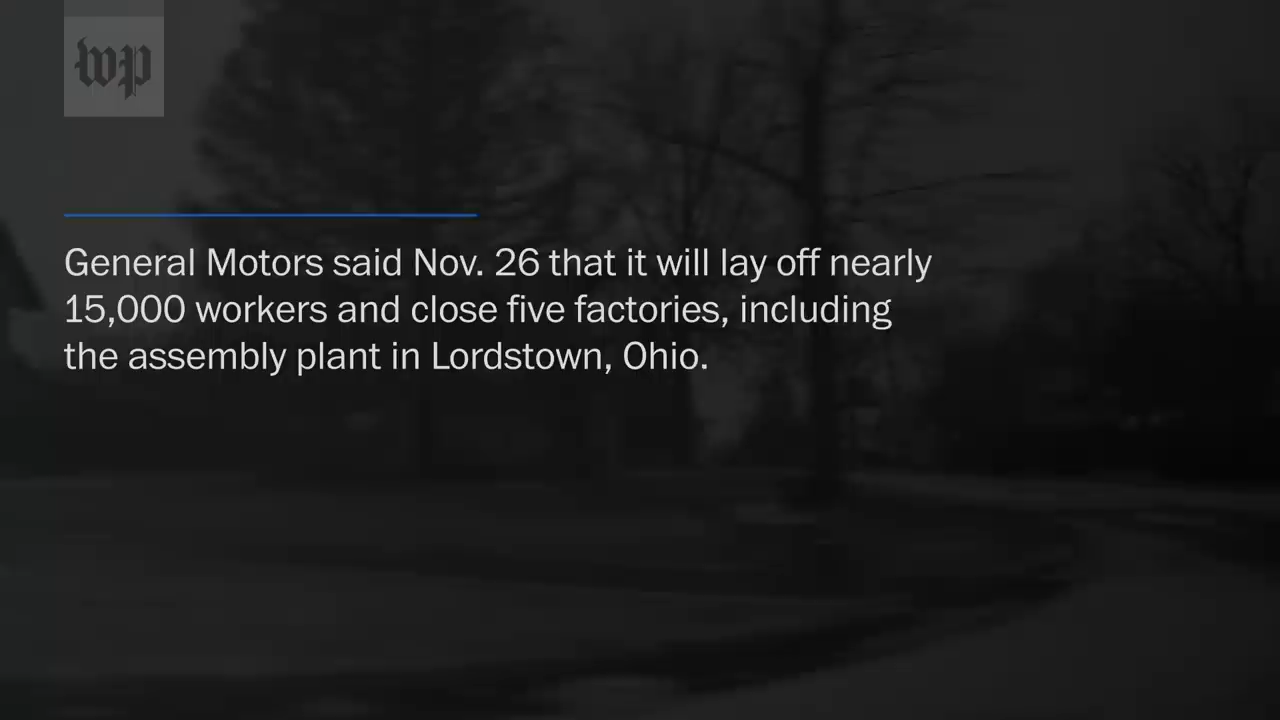 wp
General Motors said Nov. 26 that it will lay off nearly
15,000 workers and close five factories, including
the assembly plant in Lordstown, Ohio.